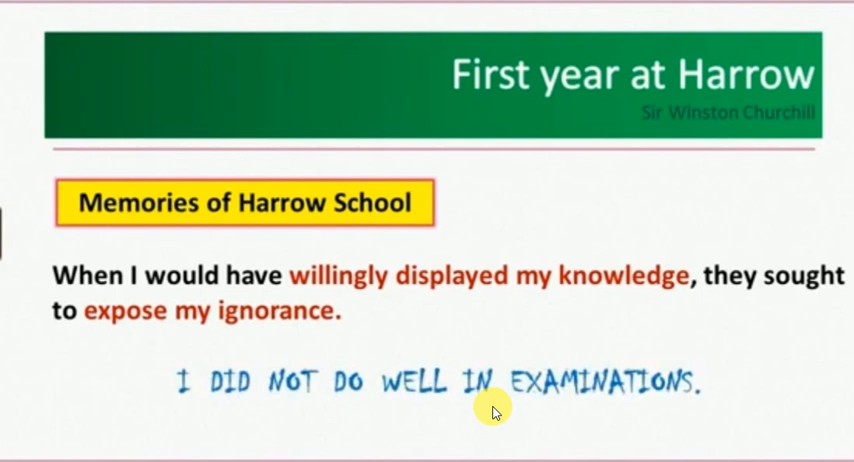 First year at Harrow
Sir Winston Churchill
Memories of Harrow School
When I would have willingly displayed my knowledge, they sought
to expose my ignorance.
I DID NOT DO WELL IN EXAMINATIONS.